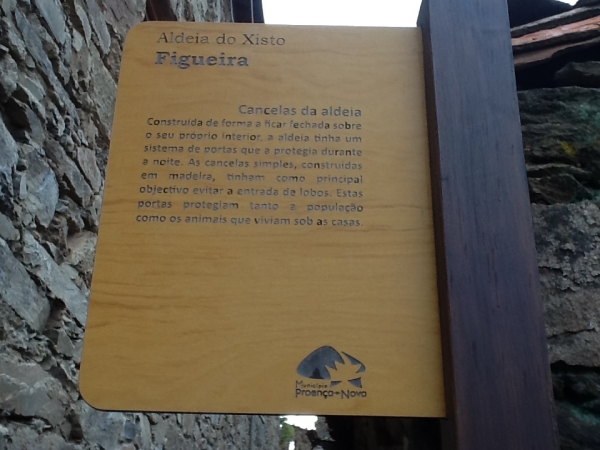 Aldeia do Xisto
Figueira
Cancelas da aldeia
Construída de forma a ficar fechada sobre
o seu próprio interior, a aldeia tinha um
sistema de portas que a protegia durante
a noite. As cancelas simples, construídas
em madeira, tinham como principal
objectivo evitar a entrada de lobos. Estas
portas protegiam tanto a população
como os animais que viviam sob as casas.
Município
Proença-a-Nova